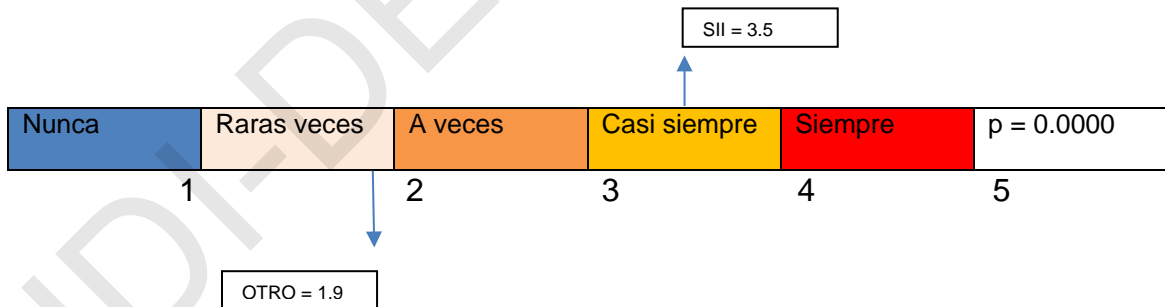 SII = 3.5
Nunca Raras veces A veces Casi siempre Siempre p = 0.0000
1 2 3 4 5
OTRO = 1.9